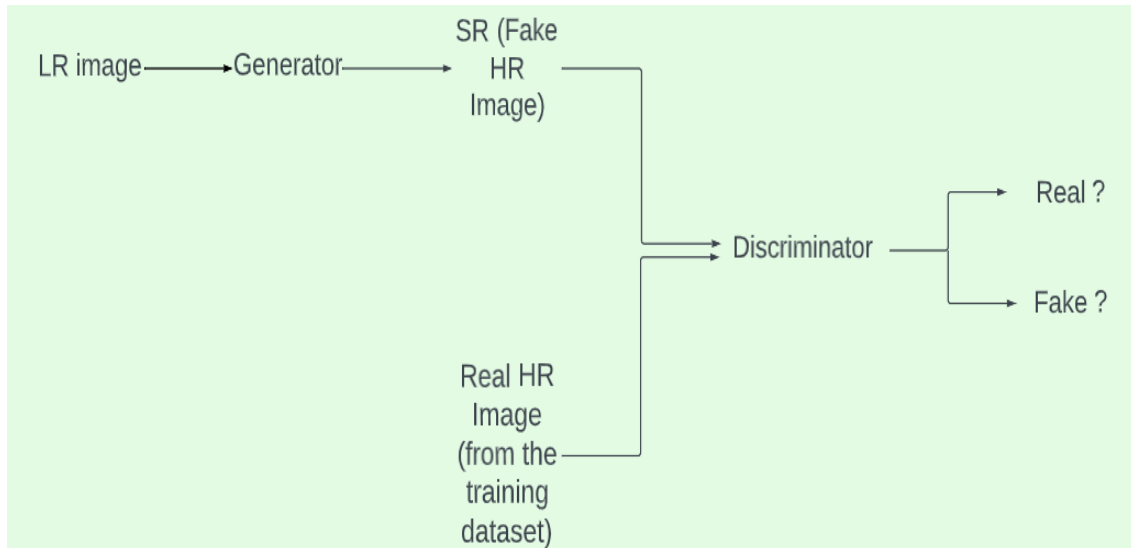 LR image
Generator
SR (Fake
HR
Image)
Discriminator
Real ?
Fake ?
Real HR
Image
(from the
training
dataset)